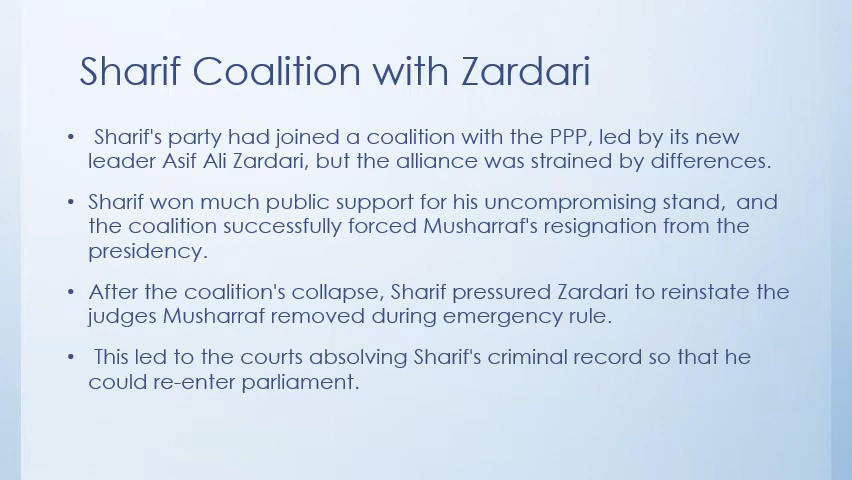 Sharif Coalition with Zardari
• Sharif's party had joined a coalition with the PPP, led by its new
leader Asif Ali Zardari, but the alliance was strained by differences.
• Sharif won much public support for his uncompromising stand, and
the coalition successfully forced Musharraf's resignation from the
presidency.
• After the coalition's collapse, Sharif pressured Zardari to reinstate the
judges Musharraf removed during emergency rule.
• This led to the courts absolving Sharif's criminal record so that he
could re-enter parliament.